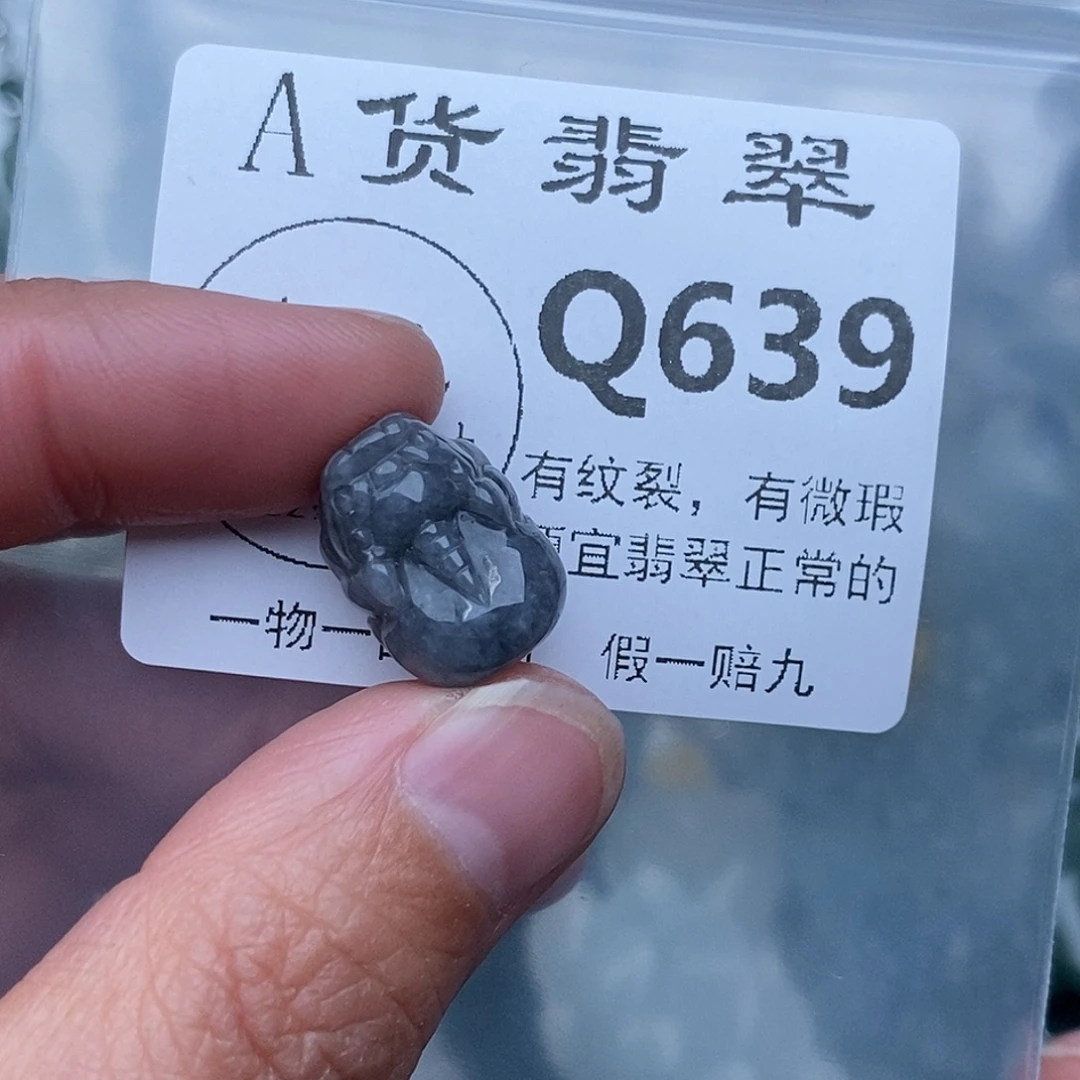 A货翡翠
Q639
有纹裂，有微瑕
宜翡翠正常的
一物一
假一赔九